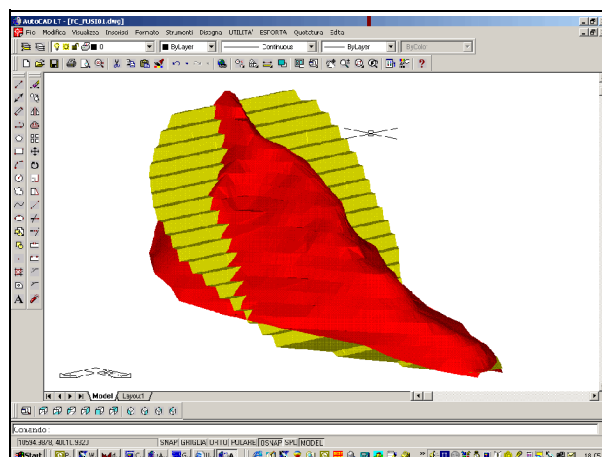 AutoCAD LT - [FC_FUSI01.dwg]
File Modifica Visualizza Inserisci Formato Strumenti Disegna UTILITA' ESPORTA Quotatura Edita
0 ByLayer Continuous ByLayer ByColor
A
Model Layout1
Comando:
SNAP GRIGLIA ORTO POLARE OSNAP SPL MODEL
Start